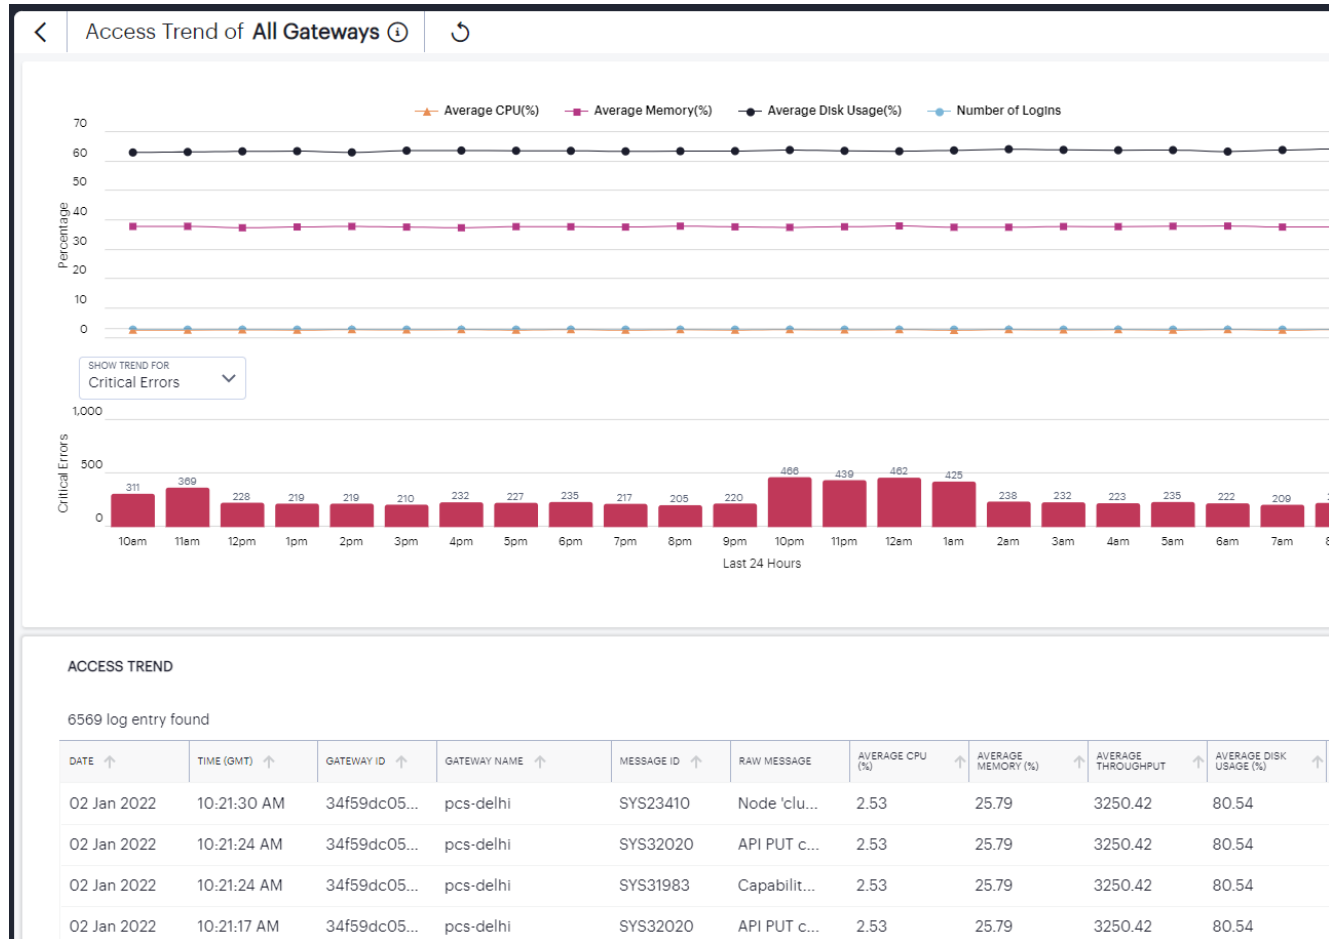 Access Trend of All Gateways
Average CPU(%) Average Memory(%) Average Disk Usage(%) Number of Logins
Percentage
70
60
50
40
30
20
10
0
SHOW TREND FOR
Critical Errors
Critical Errors
1,000
500
0
311 369 228 219 219 210 232 227 235 217 205 220 466 439 462 425 238 232 223 235 222 209
10am 11am 12pm 1pm 2pm 3pm 4pm 5pm 6pm 7pm 8pm 9pm 10pm 11pm 12am 1am 2am 3am 4am 5am 6am 7am
Last 24 Hours
ACCESS TREND
6569 log entry found
DATE TIME (GMT) GATEWAY ID GATEWAY NAME MESSAGE ID RAW MESSAGE AVERAGE CPU (%) AVERAGE MEMORY (%) AVERAGE THROUGHPUT AVERAGE DISK USAGE (%)
02 Jan 2022 10:21:30 AM 34f59dc05... pcs-delhi SYS23410 Node 'clu... 2.53 25.79 3250.42 80.54
02 Jan 2022 10:21:24 AM 34f59dc05... pcs-delhi SYS32020 API PUT c... 2.53 25.79 3250.42 80.54
02 Jan 2022 10:21:24 AM 34f59dc05... pcs-delhi SYS31983 Capabilit... 2.53 25.79 3250.42 80.54
02 Jan 2022 10:21:17 AM 34f59dc05... pcs-delhi SYS32020 API PUT c... 2.53 25.79 3250.42 80.54